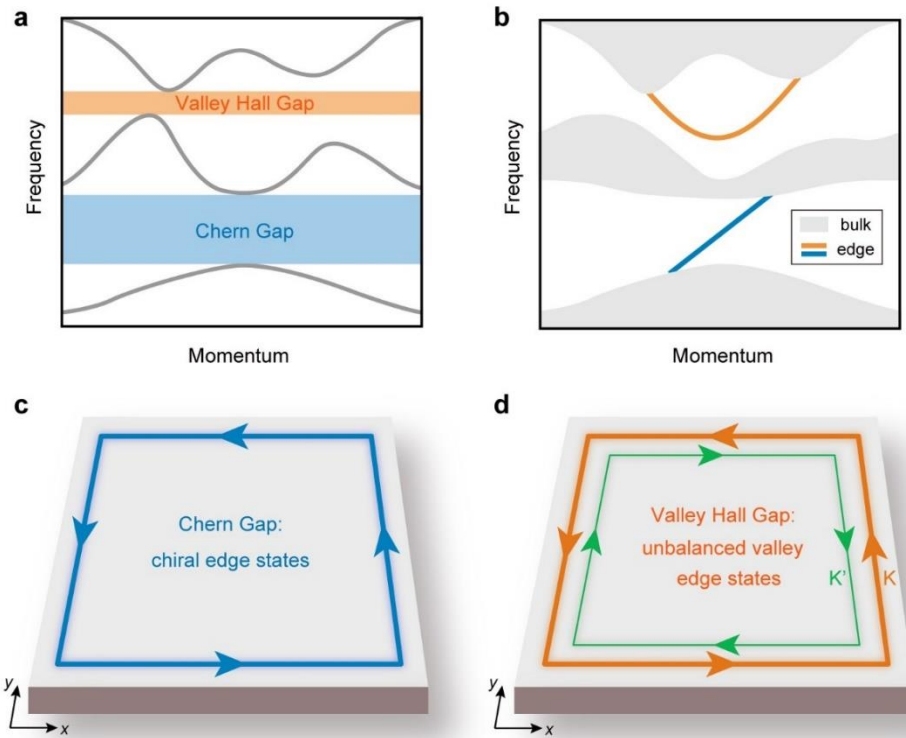 a
Frequency
Valley Hall Gap
Chern Gap
Momentum
b
Frequency
bulk
edge
Momentum
c
Chern Gap:
chiral edge states
y
x
d
Valley Hall Gap:
unbalanced valley
edge states
K'
K
y
x